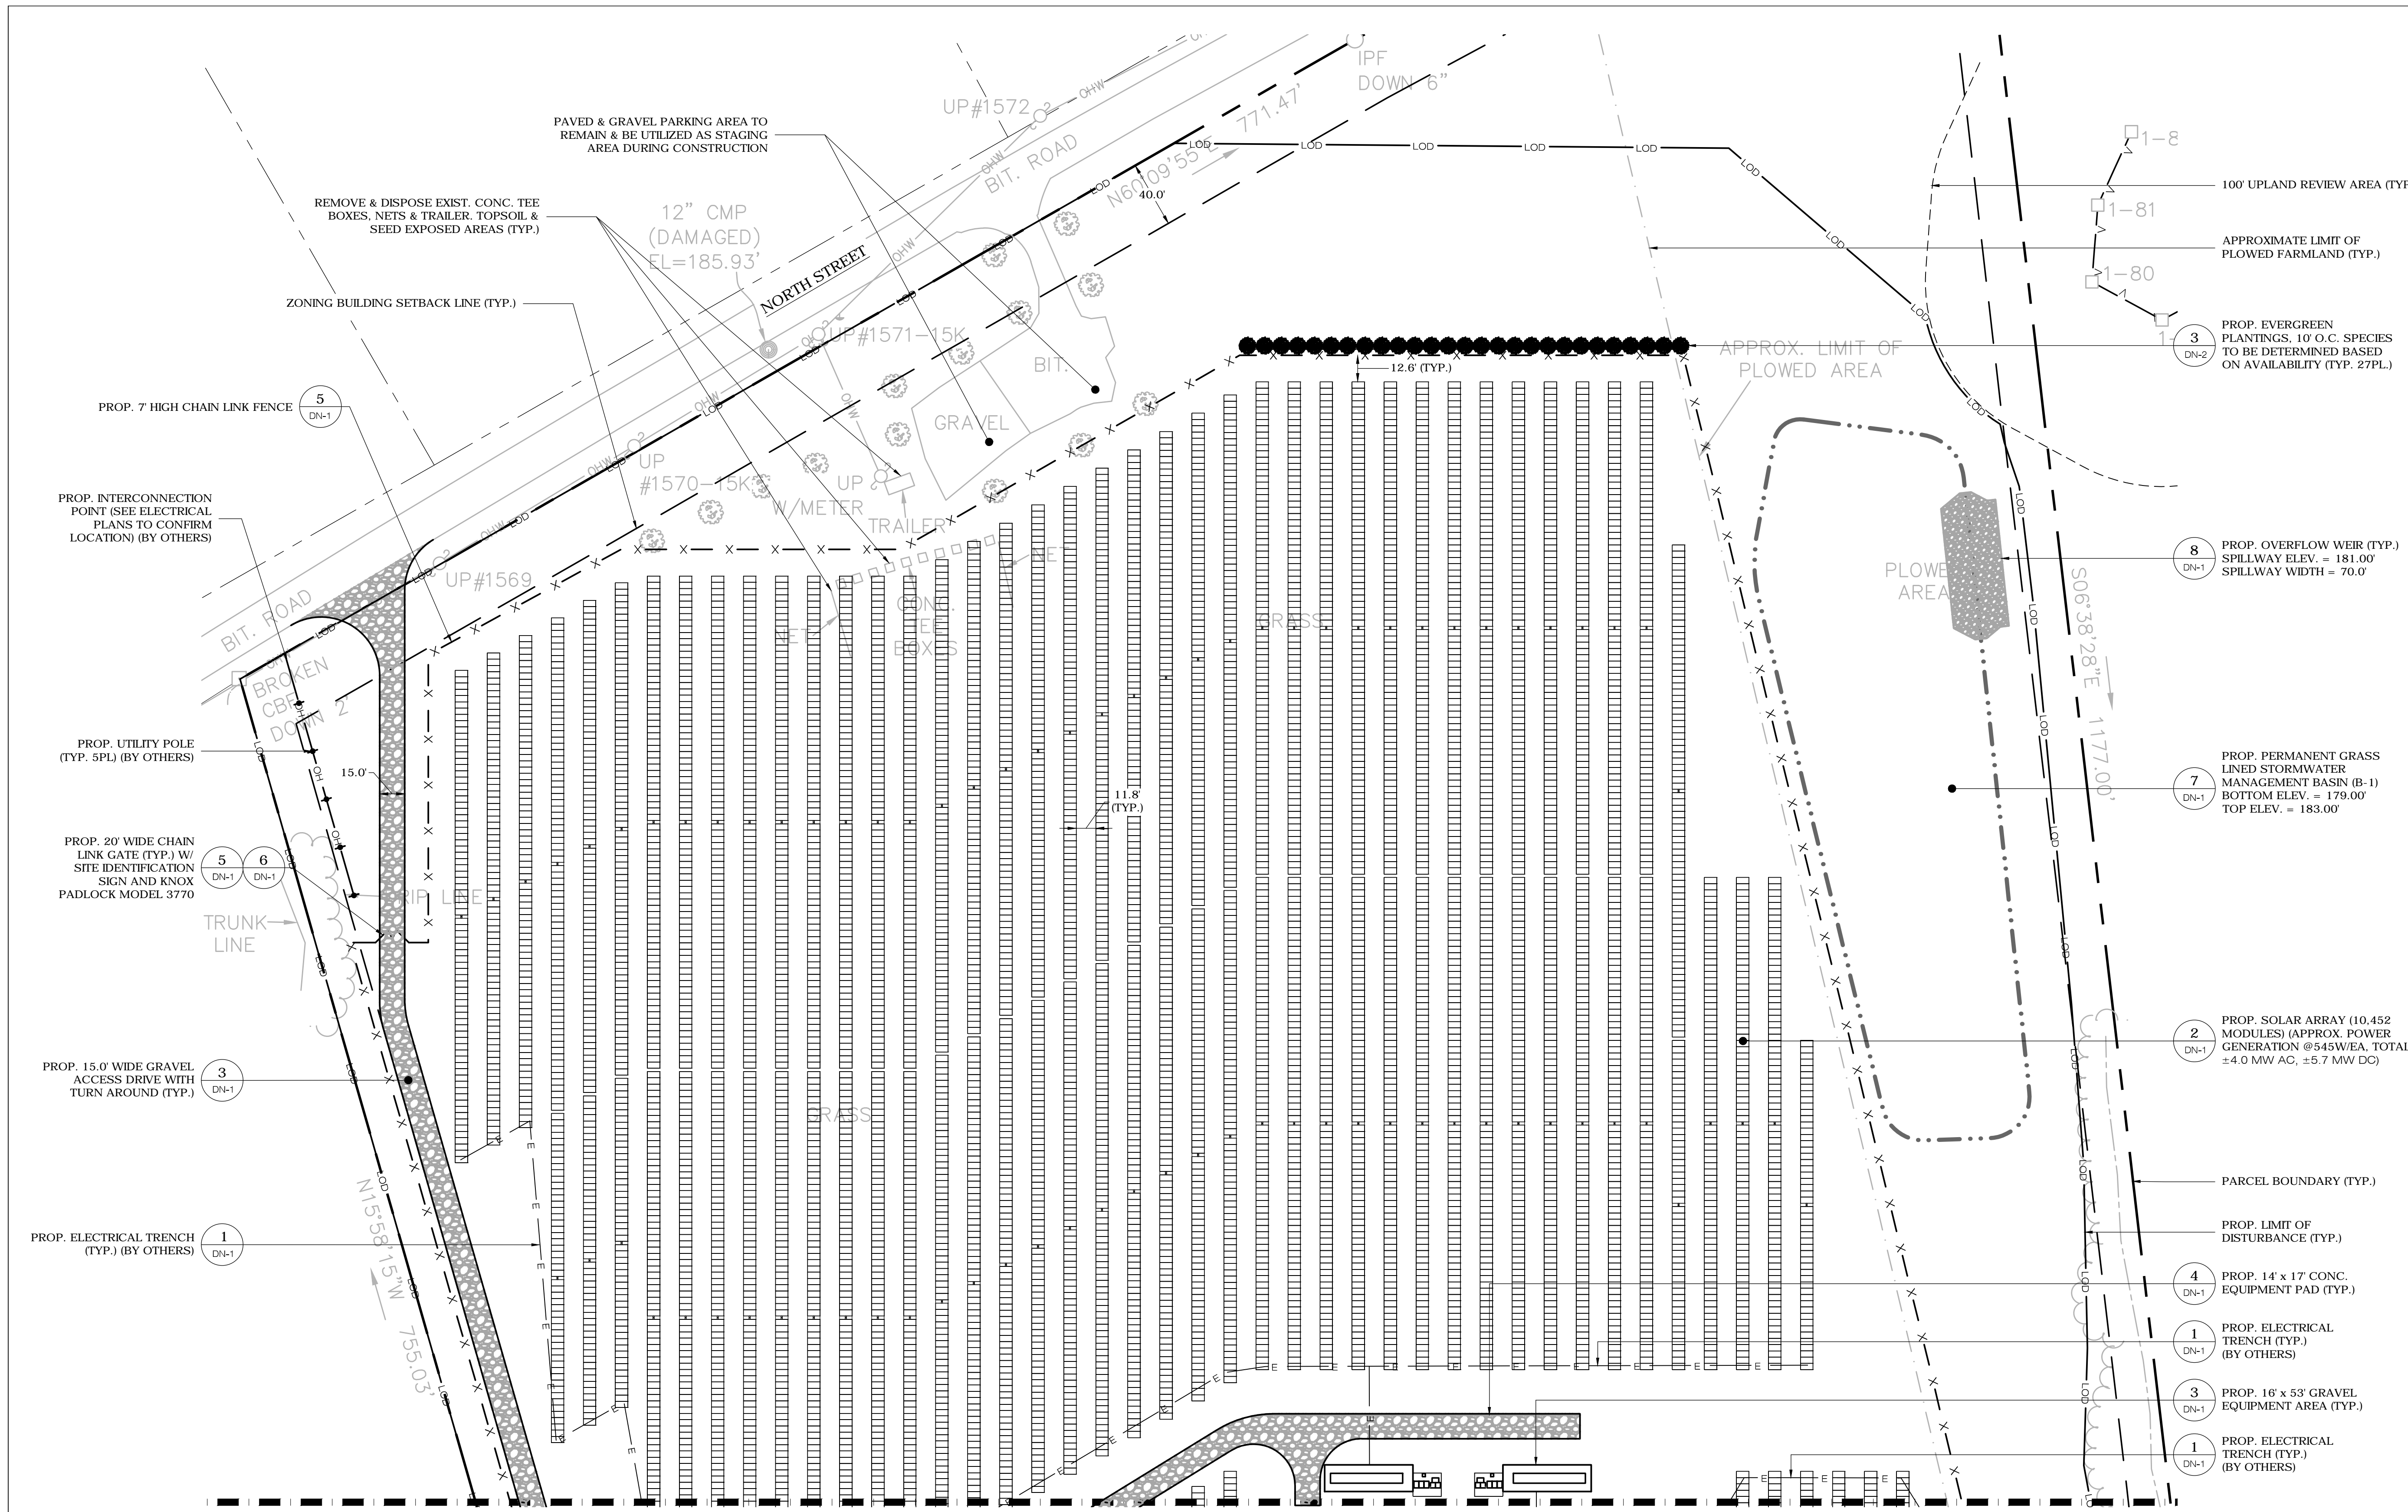 PAVED & GRAVEL PARKING AREA TO
REMAIN & BE UTILIZED AS STAGING
AREA DURING CONSTRUCTION
REMOVE & DISPOSE EXIST. CONC. TEE
BOXES, NETS & TRAILER. TOPSOIL &
SEED EXPOSED AREAS (TYP.)
ZONING BUILDING SETBACK LINE (TYP.)
PROP. 7' HIGH CHAIN LINK FENCE
5
DN-1
PROP. INTERCONNECTION
POINT (SEE ELECTRICAL
PLANS TO CONFIRM
LOCATION) (BY OTHERS)
PROP. UTILITY POLE
(TYP. 5PL) (BY OTHERS)
PROP. 20' WIDE CHAIN
LINK GATE (TYP.) W/
SITE IDENTIFICATION
SIGN AND KNOX
PADLOCK MODEL 3770
5
DN-1
6
DN-1
PROP. 15.0' WIDE GRAVEL
ACCESS DRIVE WITH
TURN AROUND (TYP.)
3
DN-1
PROP. ELECTRICAL TRENCH
(TYP.) (BY OTHERS)
1
DN-1
UP#1572
IPF
DOWN 6"
BIT. ROAD
N60°09'55"E 771.47'
40.0'
12" CMP
(DAMAGED)
EL=185.93'
NORTH STREET
UP#1571-15K
BIT.
GRAVEL
UP
#1570-15K
UP
W/METER
TRAILER
UP#1569
NET
NET
CONC.
TEE
BOXES
GRASS
GRASS
BIT. ROAD
BROKEN
DOWN 2
15.0'
11.8'
(TYP.)
12.6' (TYP.)
TRUNK
LINE
RIP LINE
N15°58'15"W 755.03'
APPROX. LIMIT OF
PLOWED AREA
PLOWE
AREA
S06°38'28"E 1177.00'
1-8
1-81
1-80
1-
100' UPLAND REVIEW AREA (TYP
APPROXIMATE LIMIT OF
PLOWED FARMLAND (TYP.)
3
DN-2
PROP. EVERGREEN
PLANTINGS, 10' O.C. SPECIES
TO BE DETERMINED BASED
ON AVAILABILITY (TYP. 27PL.)
8
DN-1
PROP. OVERFLOW WEIR (TYP.)
SPILLWAY ELEV. = 181.00'
SPILLWAY WIDTH = 70.0'
7
DN-1
PROP. PERMANENT GRASS
LINED STORMWATER
MANAGEMENT BASIN (B-1)
BOTTOM ELEV. = 179.00'
TOP ELEV. = 183.00'
2
DN-1
PROP. SOLAR ARRAY (10,452
MODULES) (APPROX. POWER
GENERATION @545W/EA, TOTAL
±4.0 MW AC, ±5.7 MW DC)
PARCEL BOUNDARY (TYP.)
PROP. LIMIT OF
DISTURBANCE (TYP.)
4
DN-1
PROP. 14' x 17' CONC.
EQUIPMENT PAD (TYP.)
1
DN-1
PROP. ELECTRICAL
TRENCH (TYP.)
(BY OTHERS)
3
DN-1
PROP. 16' x 53' GRAVEL
EQUIPMENT AREA (TYP.)
1
DN-1
PROP. ELECTRICAL
TRENCH (TYP.)
(BY OTHERS)